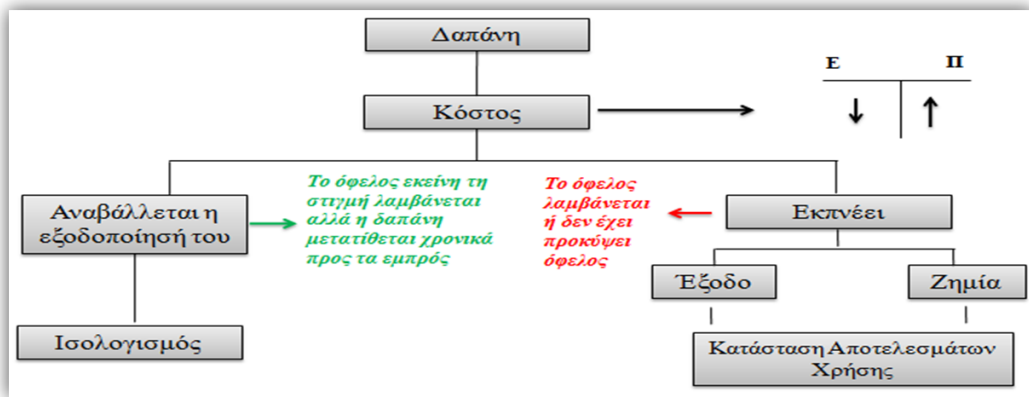 Δαπάνη
Ε Π
Κόστος
Αναβάλλεται η
εξοδοποίησή του
Το όφελος εκείνη τη
στιγμή λαμβάνεται
αλλά η δαπάνη
μετατίθεται χρονικά
προς τα εμπρός
Το όφελος
λαμβάνεται
ή δεν έχει
προκύψει
όφελος
Εκπνέει
Έξοδο
Ζημία
Ισολογισμός
Κατάσταση Αποτελεσμάτων
Χρήσης